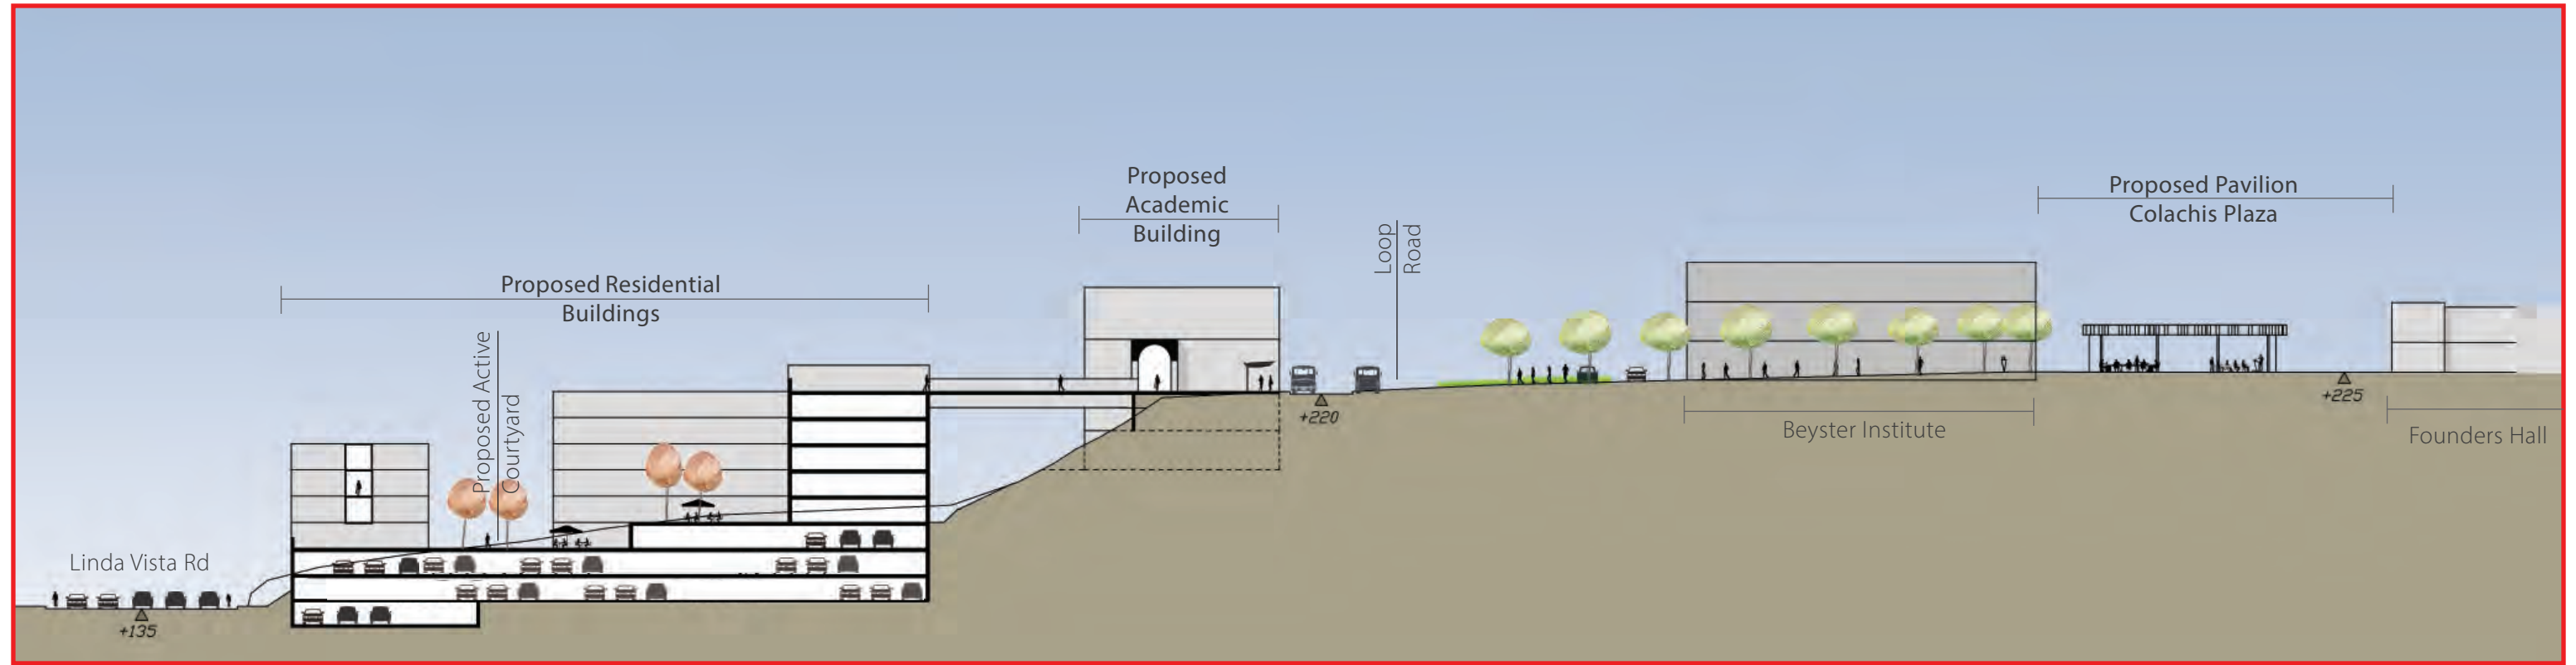 Linda Vista Rd
+135
Proposed Residential
Buildings
Proposed Active
Courtyard
Proposed
Academic
Building
+220
Loop
Road
Beyster Institute
Proposed Pavilion
Colachis Plaza
+225
Founders Hall